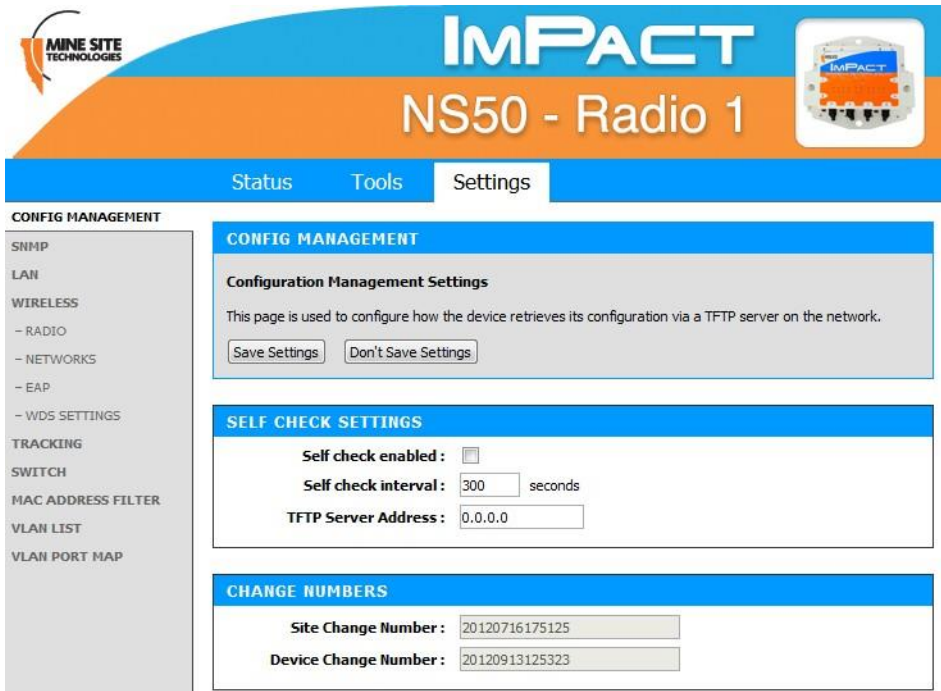 MINE SITE
TECHNOLOGIES
IMPACT
NS50 - Radio 1
IMPACT
Status Tools Settings
CONFIG MANAGEMENT
SNMP
LAN
WIRELESS
– RADIO
– NETWORKS
– EAP
– WDS SETTINGS
TRACKING
SWITCH
MAC ADDRESS FILTER
VLAN LIST
VLAN PORT MAP
CONFIG MANAGEMENT
Configuration Management Settings
This page is used to configure how the device retrieves its configuration via a TFTP server on the network.
Save Settings Don't Save Settings
SELF CHECK SETTINGS
Self check enabled :
Self check interval : 300 seconds
TFTP Server Address : 0.0.0.0
CHANGE NUMBERS
Site Change Number : 20120716175125
Device Change Number : 20120913125323